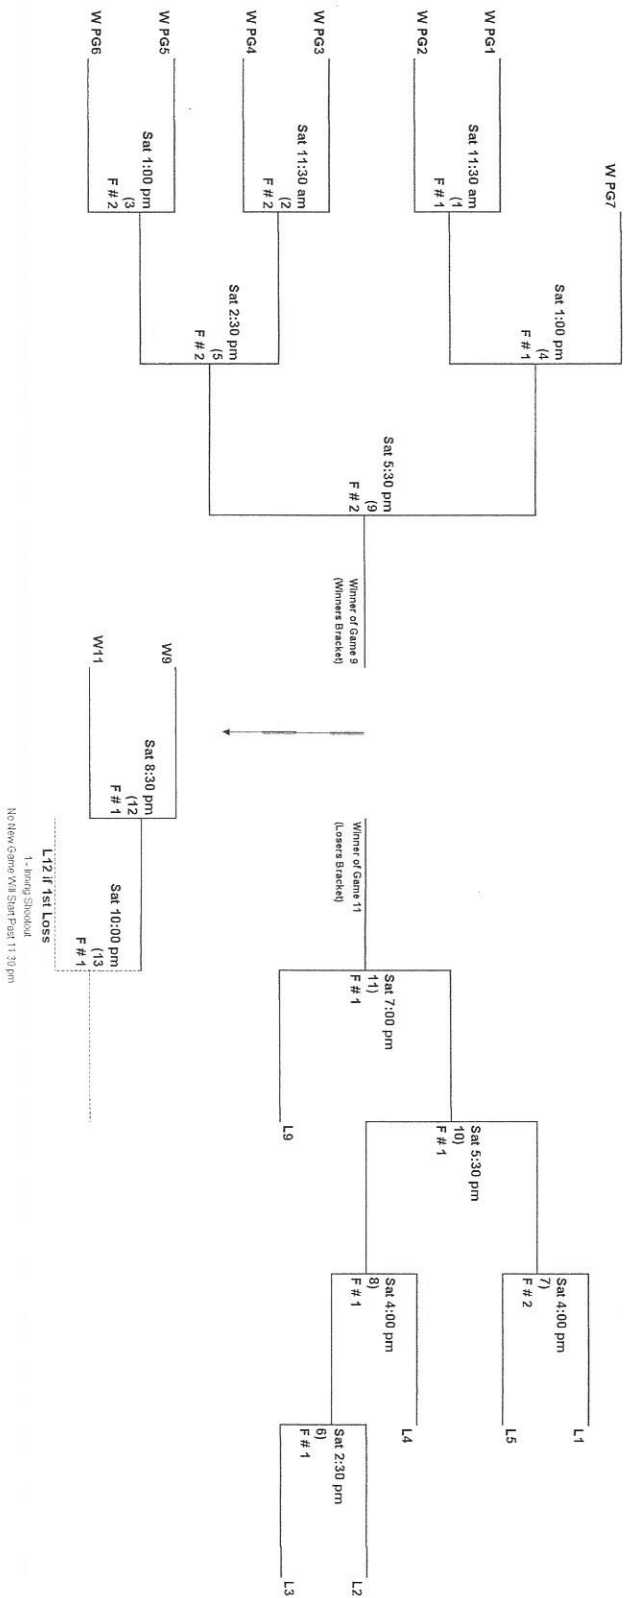 W PG7
Sat 1:00 pm
(4
F # 1
W PG1
Sat 11:30 am
(1
F # 1
W PG2
Sat 5:30 pm
(9
F # 2
Winner of Game 9
(Winners Bracket)
W PG3
Sat 11:30 am
(2
F # 2
W PG4
Sat 2:30 pm
(5
F # 2
W PG5
Sat 1:00 pm
(3
F # 2
W PG6
L1
Sat 4:00 pm
7)
F # 2
L5
Sat 5:30 pm
10)
F # 1
L4
Sat 4:00 pm
8)
F # 1
L2
Sat 2:30 pm
6)
F # 1
L3
Sat 7:00 pm
11)
F # 1
Winner of Game 11
(Losers Bracket)
L9
W9
Sat 8:30 pm
(12
F # 1
W11
Sat 10:00 pm
(13
F # 1
L12 if 1st Loss
1 - Inning Shootout
No New Game Will Start Past 11:30 pm